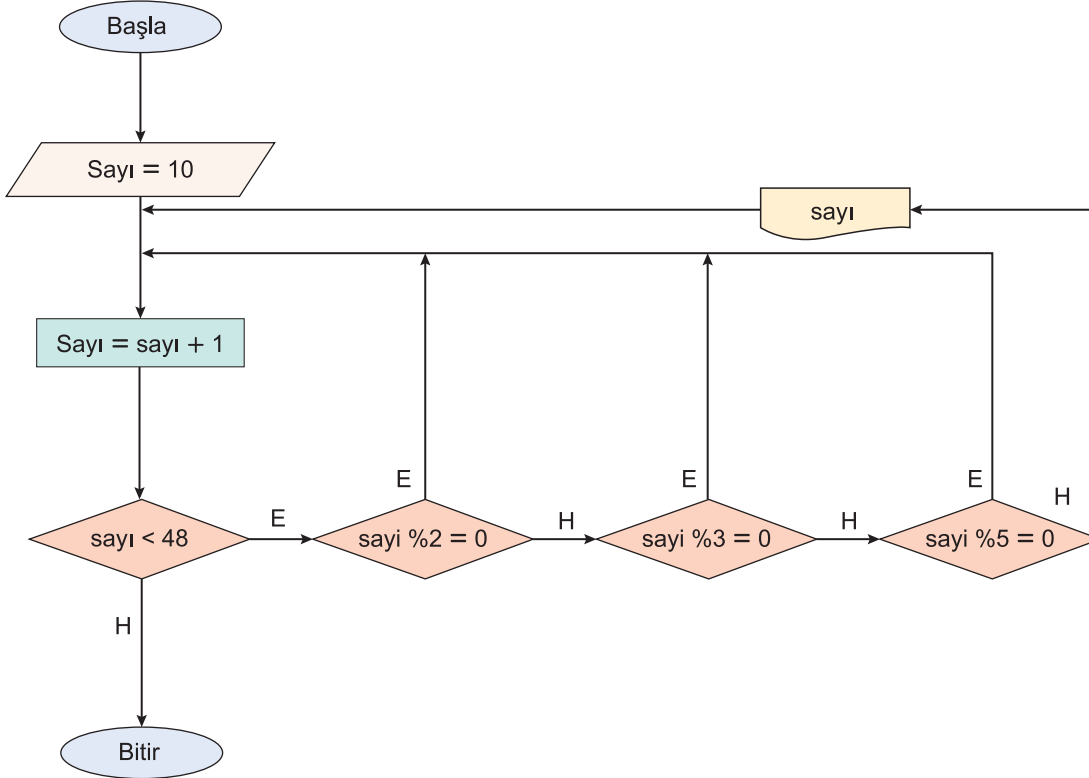 Başla
Sayı = 10
sayı
Sayı = sayı + 1
E
E
E
H
sayı < 48
E
sayi %2 = 0
H
sayi %3 = 0
H
sayi %5 = 0
H
Bitir